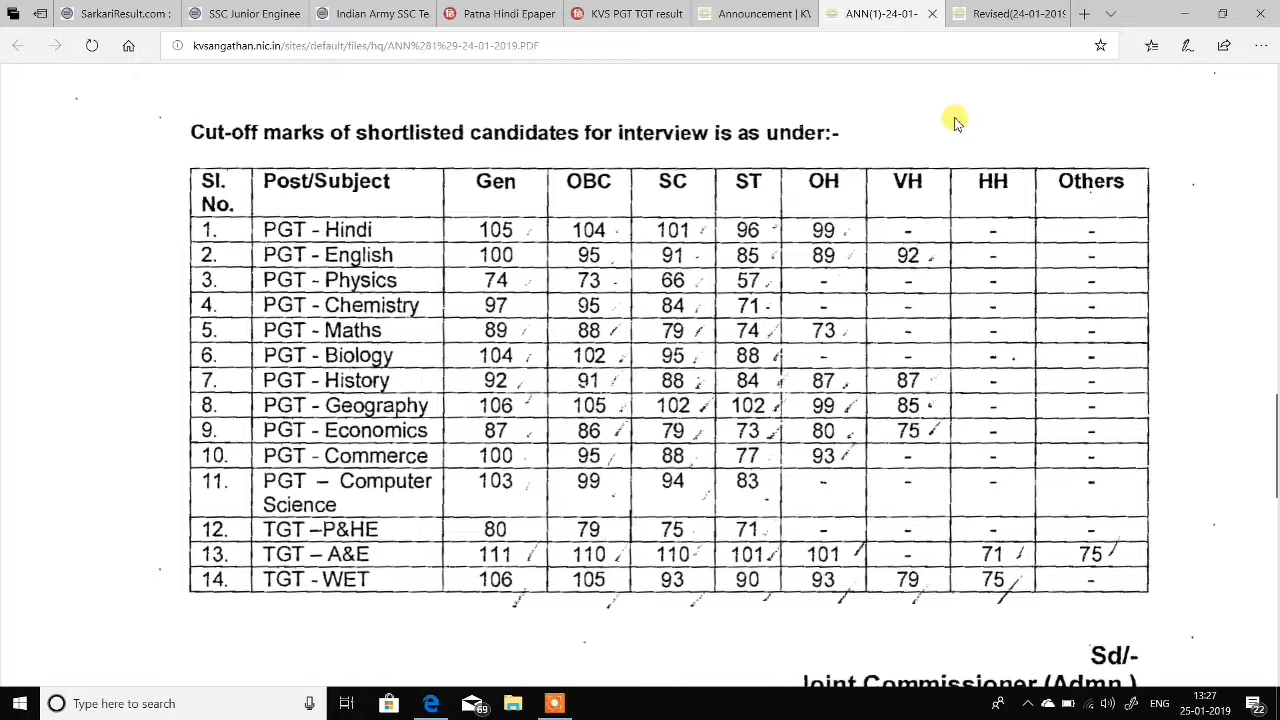 SSC Junior Engine
SarkariExam
Indian Army SSC Te
Patna Hindi Epaper
KVS PGT TGT result
Announcement | KV
ANN(1)-24-01-
Revised(24-01-2019
kvsangathan.nic.in/sites/default/files/hq/ANN%281%29-24-01-2019.PDF
Cut-off marks of shortlisted candidates for interview is as under:-
Sl. No. Post/Subject Gen OBC SC ST OH VH HH Others
1. PGT - Hindi 105 104 101 96 99 - - -
2. PGT - English 100 95 91 85 89 92 - -
3. PGT - Physics 74 73 66 57 - - - -
4. PGT - Chemistry 97 95 84 71 - - - -
5. PGT - Maths 89 88 79 74 73 - - -
6. PGT - Biology 104 102 95 88 - - - -
7. PGT - History 92 91 88 84 87 87 - -
8. PGT - Geography 106 105 102 102 99 85 - -
9. PGT - Economics 87 86 79 73 80 75 - -
10. PGT - Commerce 100 95 88 77 93 - - -
11. PGT – Computer Science 103 99 94 83 - - - -
12. TGT –P&HE 80 79 75 71 - - - -
13. TGT – A&E 111 110 110 101 101 - 71 75
14. TGT - WET 106 105 93 90 93 79 75 -
Sd/-
Joint Commissioner (Admn.)
Type here to search
69
ENG
13:27
25-01-2019
22